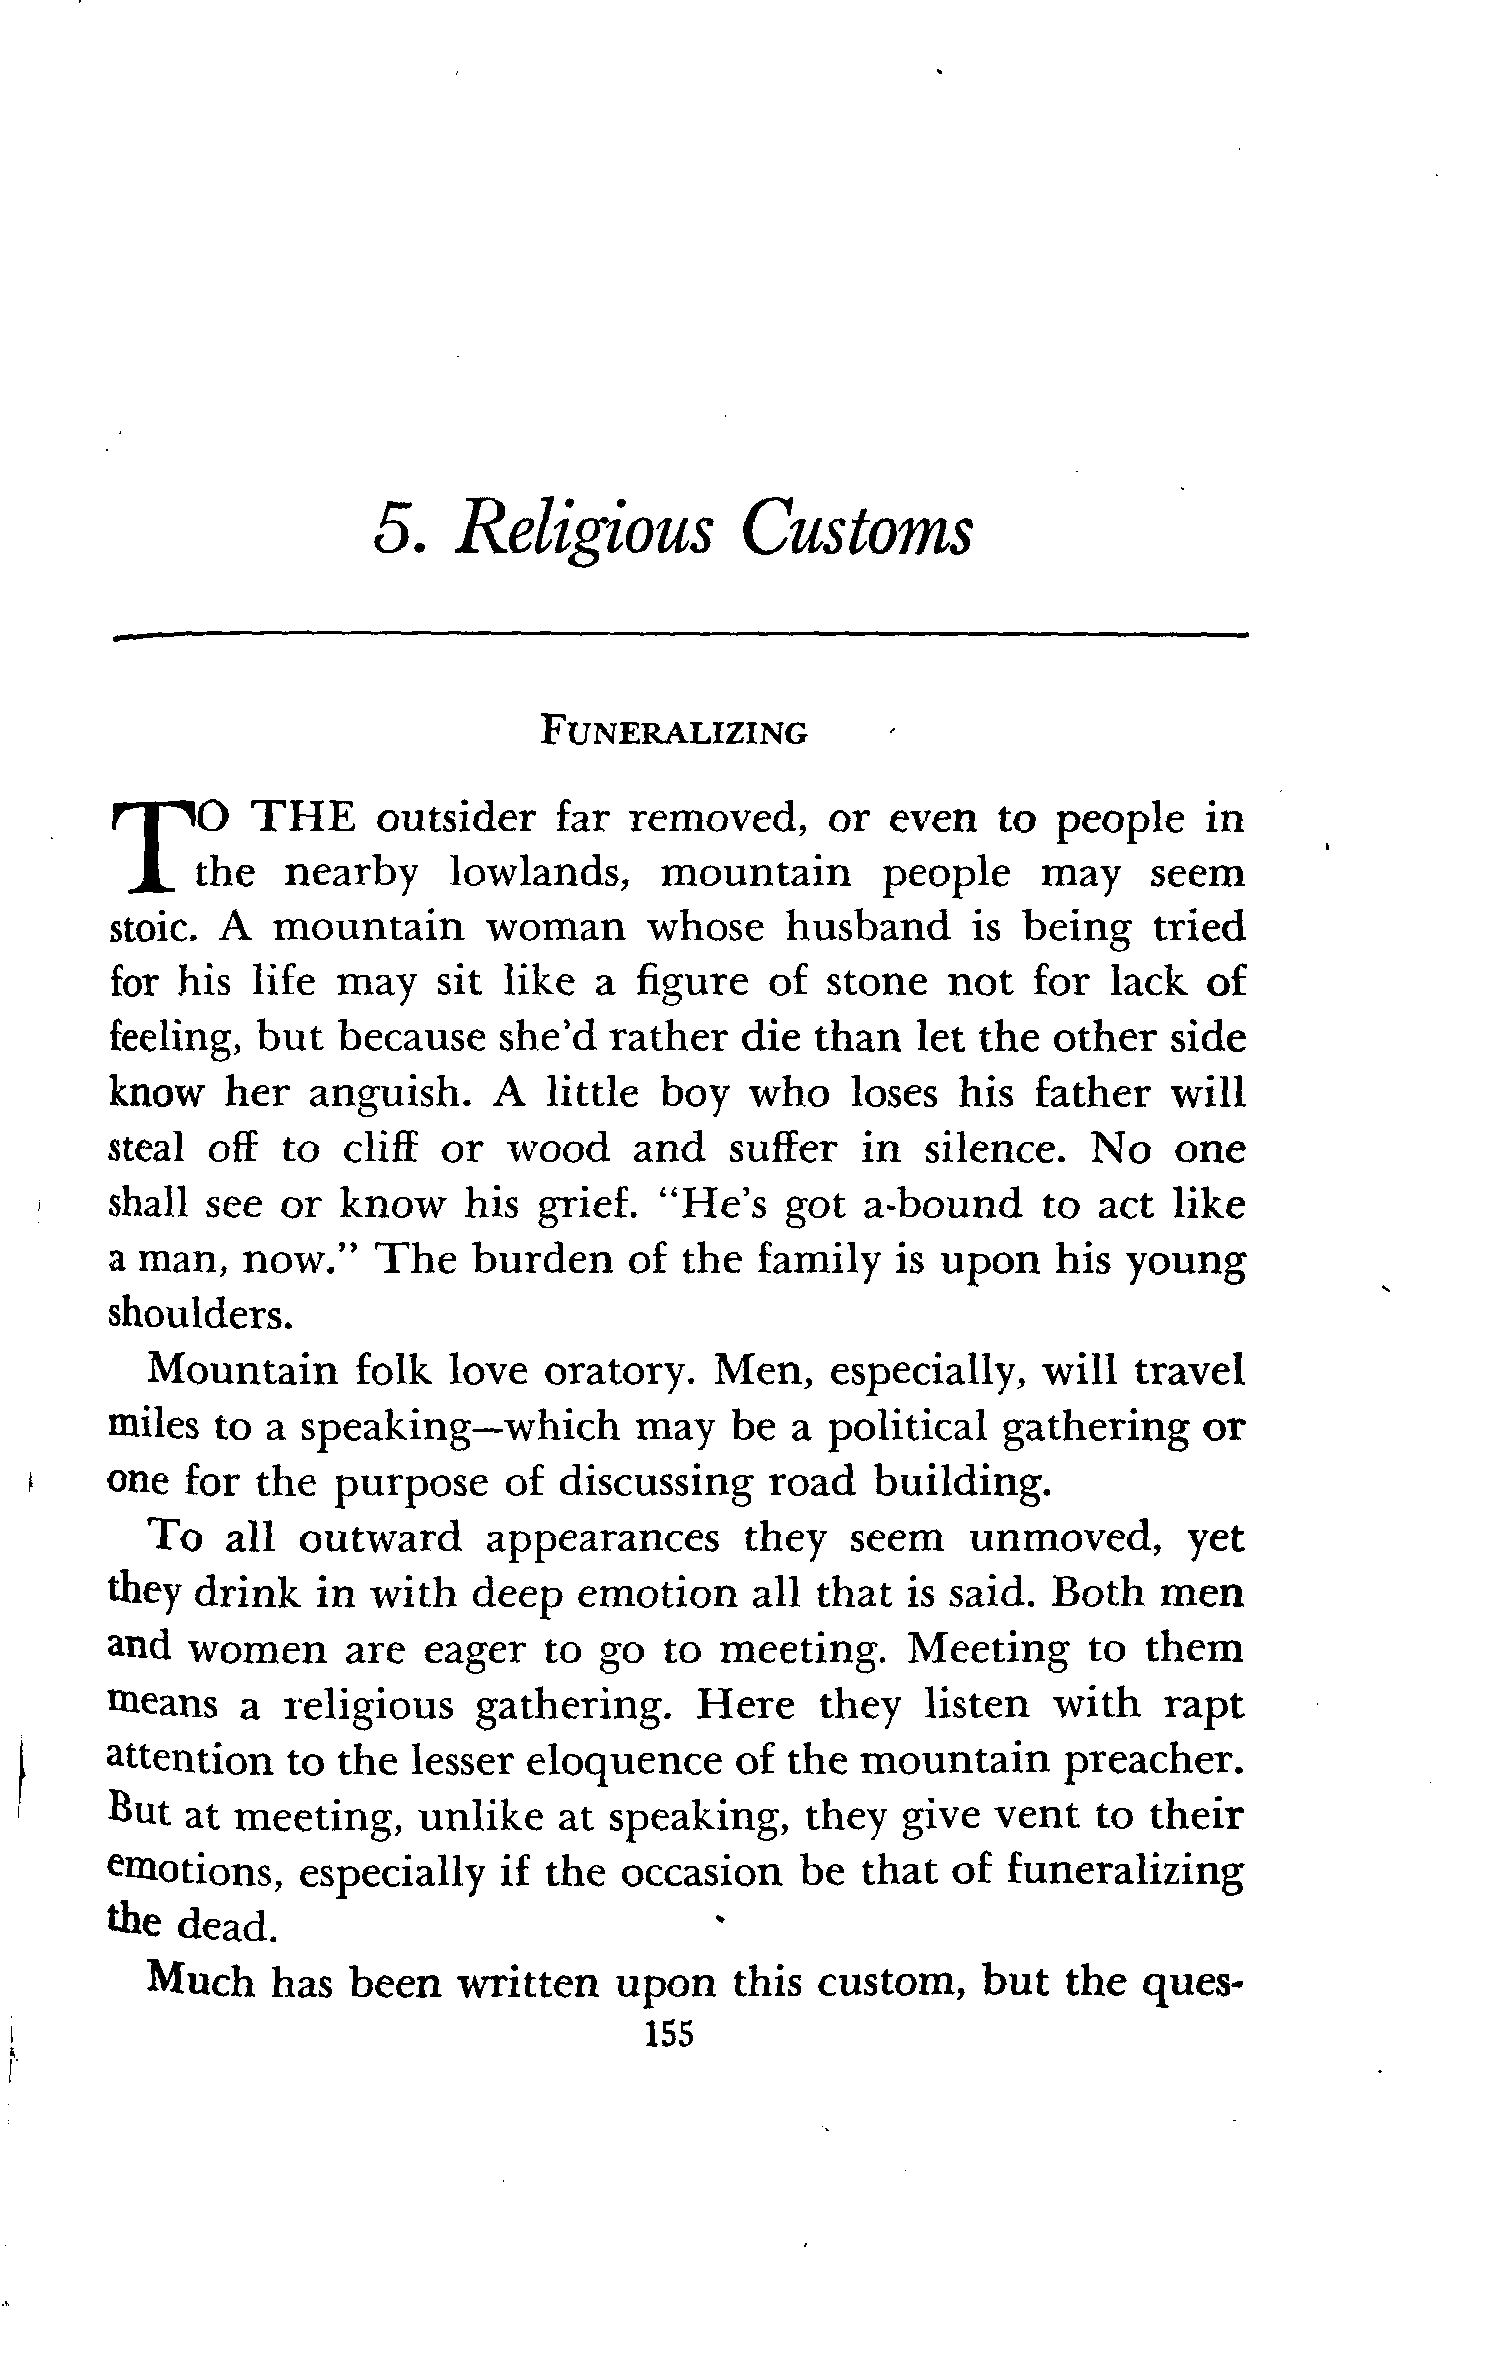 5. Religious Customs
FUNERALIZING
TO THE outsider far removed, or even to people in
the nearby lowlands, mountain people may seem
stoic. A mountain woman whose husband is being tried
for his life may sit like a figure of stone not for lack of
feeling, but because she'd rather die than let the other side
know her anguish. A little boy who loses his father will
steal off to cliff or wood and suffer in silence. No one
shall see or know his grief. "He's got a-bound to act like
a man, now." The burden of the family is upon his young
shoulders.
Mountain folk love oratory. Men, especially, will travel
miles to a speaking—which may be a political gathering or
one for the purpose of discussing road building.
To all outward appearances they seem unmoved, yet
they drink in with deep emotion all that is said. Both men
and women are eager to go to meeting. Meeting to them
means a religious gathering. Here they listen with rapt
attention to the lesser eloquence of the mountain preacher.
But at meeting, unlike at speaking, they give vent to their
emotions, especially if the occasion be that of funeralizing
the dead.
Much has been written upon this custom, but the ques-
155